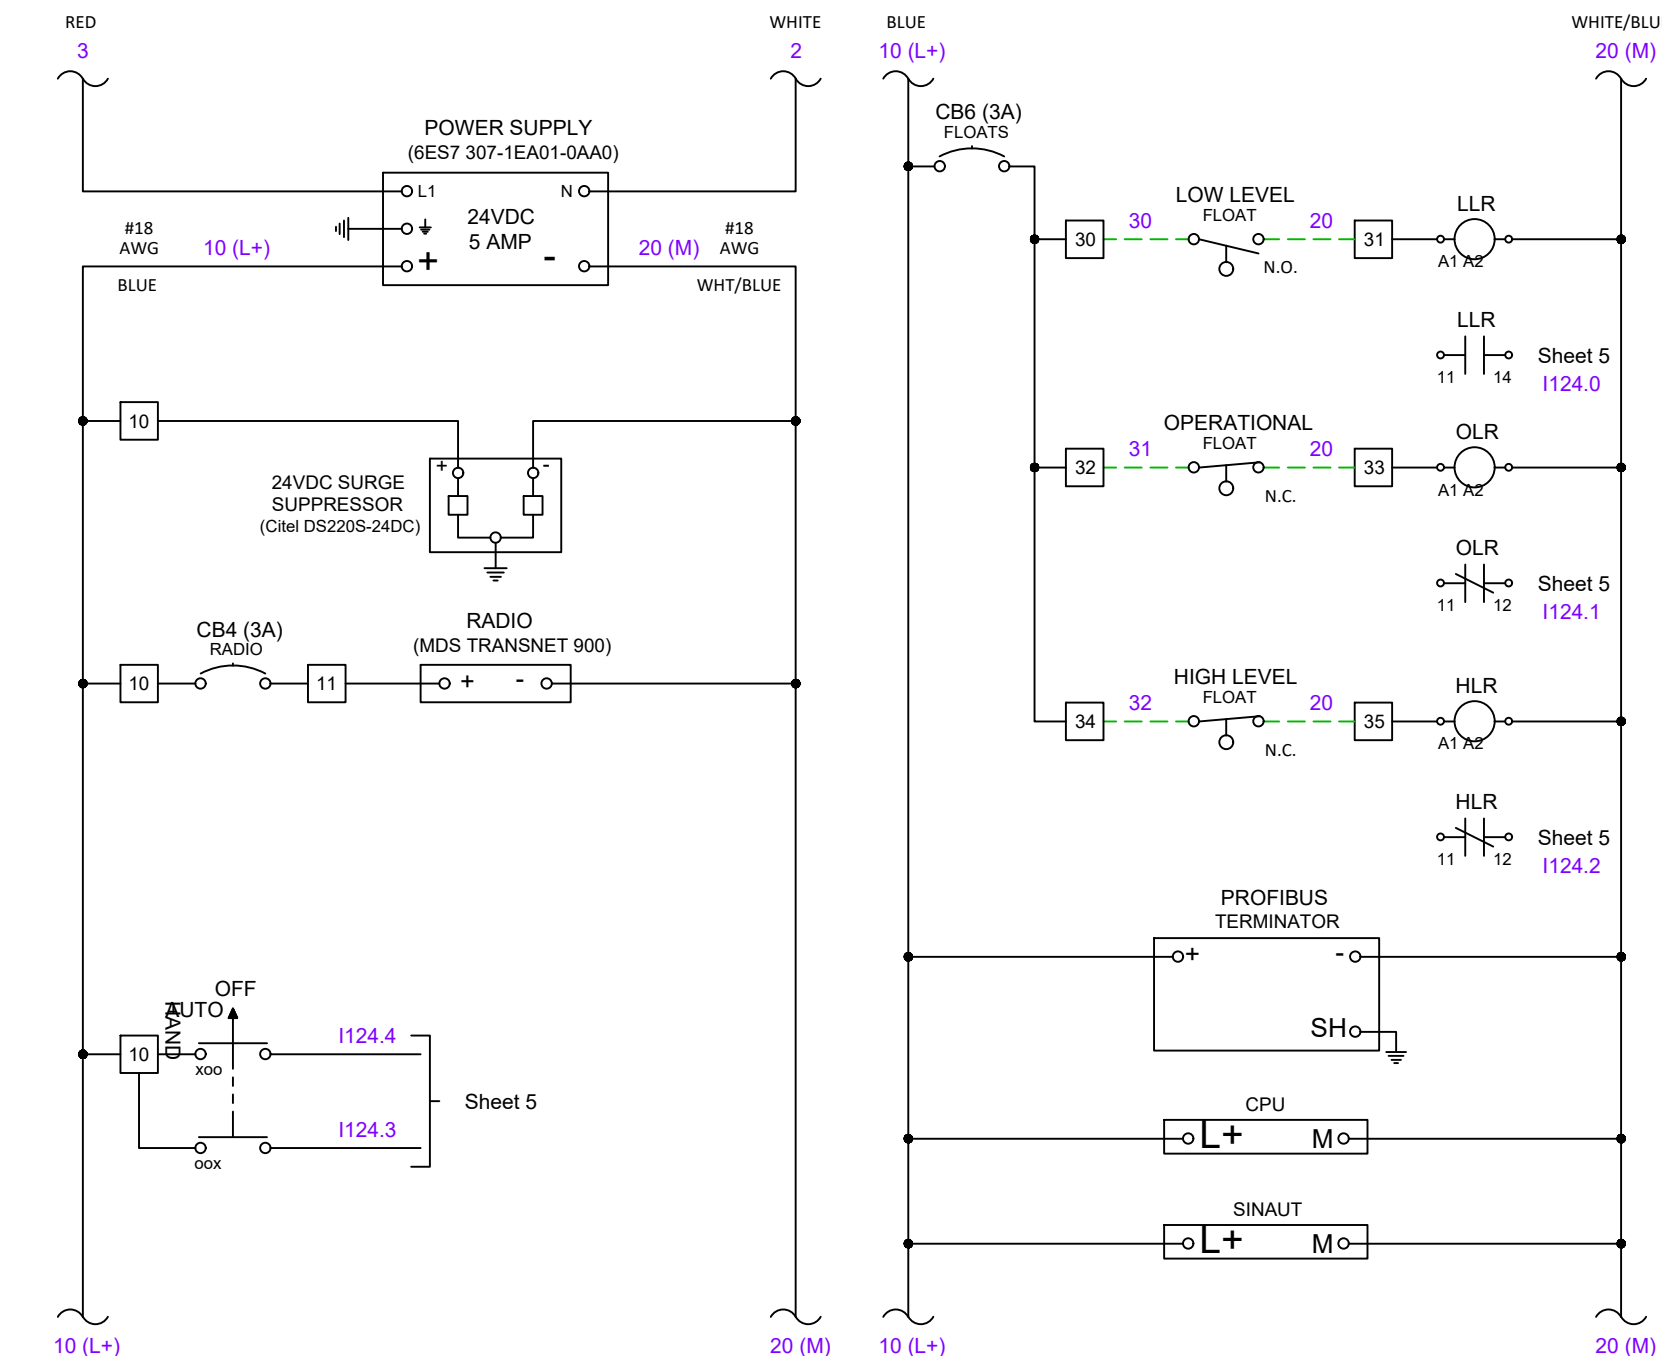 RED
3
WHITE
2
POWER SUPPLY
(6ES7 307-1EA01-0AA0)
L1
N
24VDC
5 AMP
+
-
#18
AWG
10 (L+)
BLUE
20 (M)
#18
AWG
WHT/BLUE
10
+
-
24VDC SURGE
SUPPRESSOR
(Citel DS220S-24DC)
CB4 (3A)
RADIO
10
11
RADIO
(MDS TRANSNET 900)
+
-
OFF
AUTO
HAND
10
xoo
I124.4
oox
I124.3
Sheet 5
10 (L+)
20 (M)
BLUE
10 (L+)
WHITE/BLU
20 (M)
CB6 (3A)
FLOATS
LOW LEVEL
FLOAT
30
30
20
N.O.
31
LLR
A1 A2
LLR
11
14
Sheet 5
I124.0
OPERATIONAL
FLOAT
32
31
20
N.C.
33
OLR
A1 A2
OLR
11
12
Sheet 5
I124.1
HIGH LEVEL
FLOAT
34
32
20
N.C.
35
HLR
A1 A2
HLR
11
12
Sheet 5
I124.2
PROFIBUS
TERMINATOR
+
-
SH
CPU
L+
M
SINAUT
L+
M
10 (L+)
20 (M)